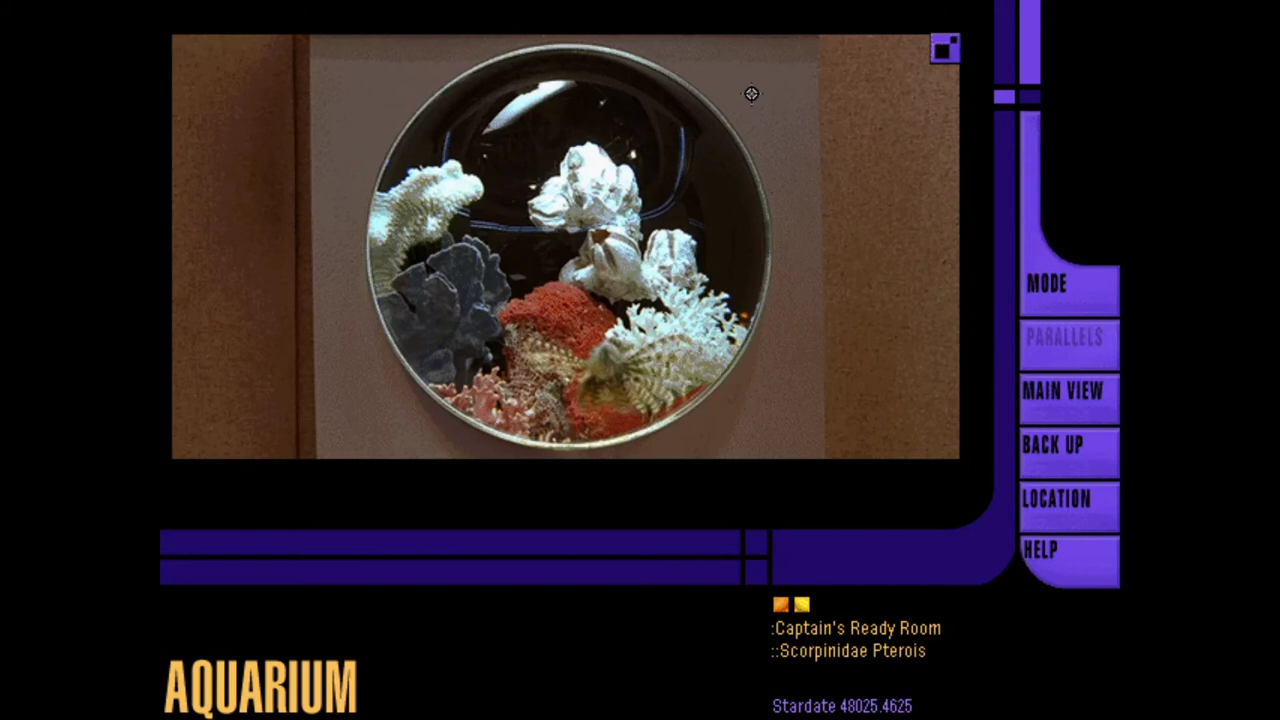 MODE
PARALLELS
MAIN VIEW
BACK UP
LOCATION
HELP
:Captain's Ready Room
::Scorpinidae Pterois
AQUARIUM
Stardate 48025.4625